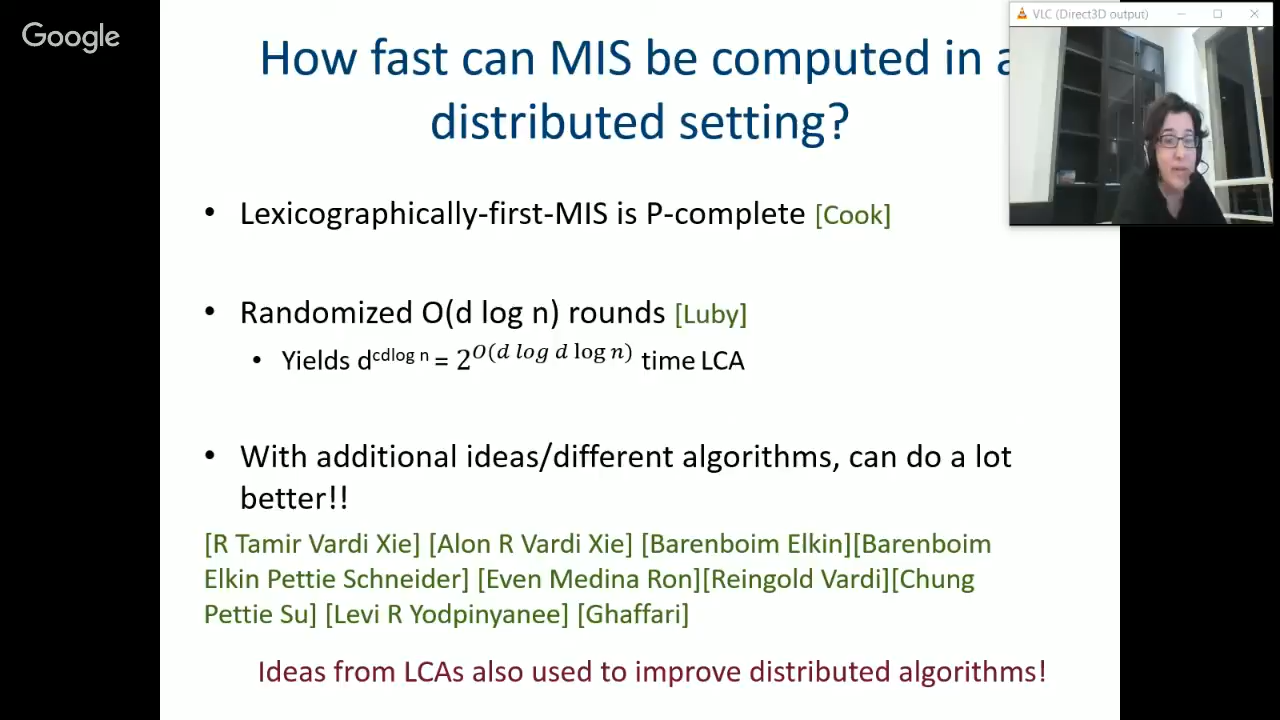 Google
VLC (Direct3D output)
How fast can MIS be computed in a
distributed setting?
• Lexicographically-first-MIS is P-complete [Cook]
• Randomized O(d log n) rounds [Luby]
• Yields d^cdlog n = 2^O(d log d log n) time LCA
• With additional ideas/different algorithms, can do a lot
better!!
[R Tamir Vardi Xie] [Alon R Vardi Xie] [Barenboim Elkin][Barenboim
Elkin Pettie Schneider] [Even Medina Ron][Reingold Vardi][Chung
Pettie Su] [Levi R Yodpinyanee] [Ghaffari]
Ideas from LCAs also used to improve distributed algorithms!